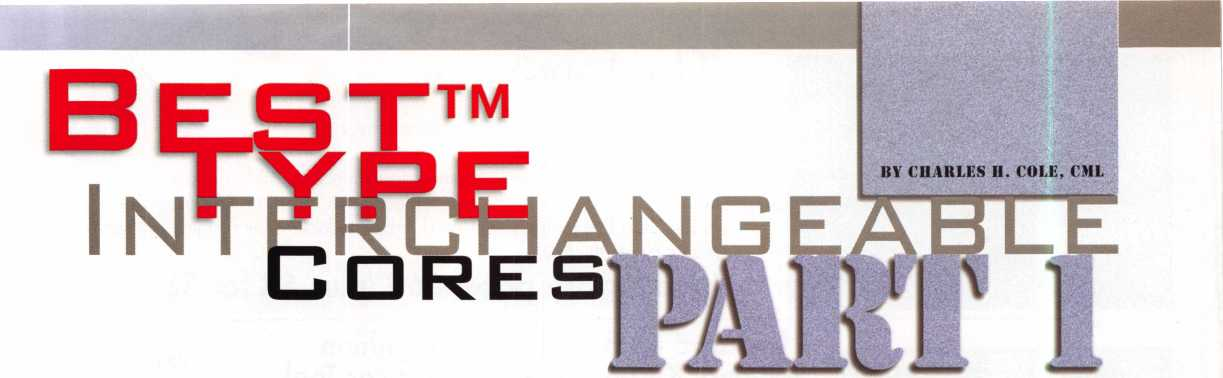 BEST™
TYPE
INTERCHANGEABLE
CORES
PART 1
BY CHARLES H. COLE, CML